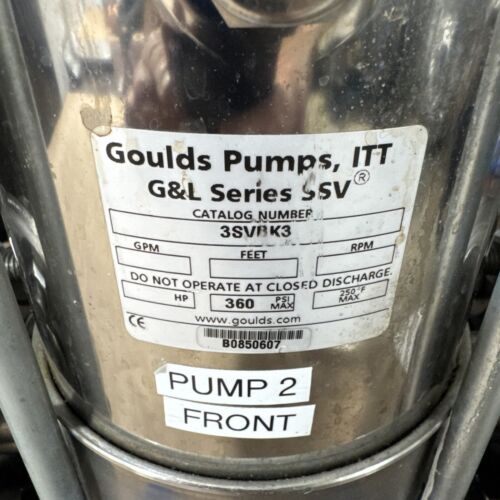 Goulds Pumps, ITT
G&L Series SSV®
CATALOG NUMBER
3SVBK3
GPM FEET RPM
DO NOT OPERATE AT CLOSED DISCHARGE.
HP 360 PSI MAX 250°F MAX
www.goulds.com
CE
B0850607
PUMP 2
FRONT